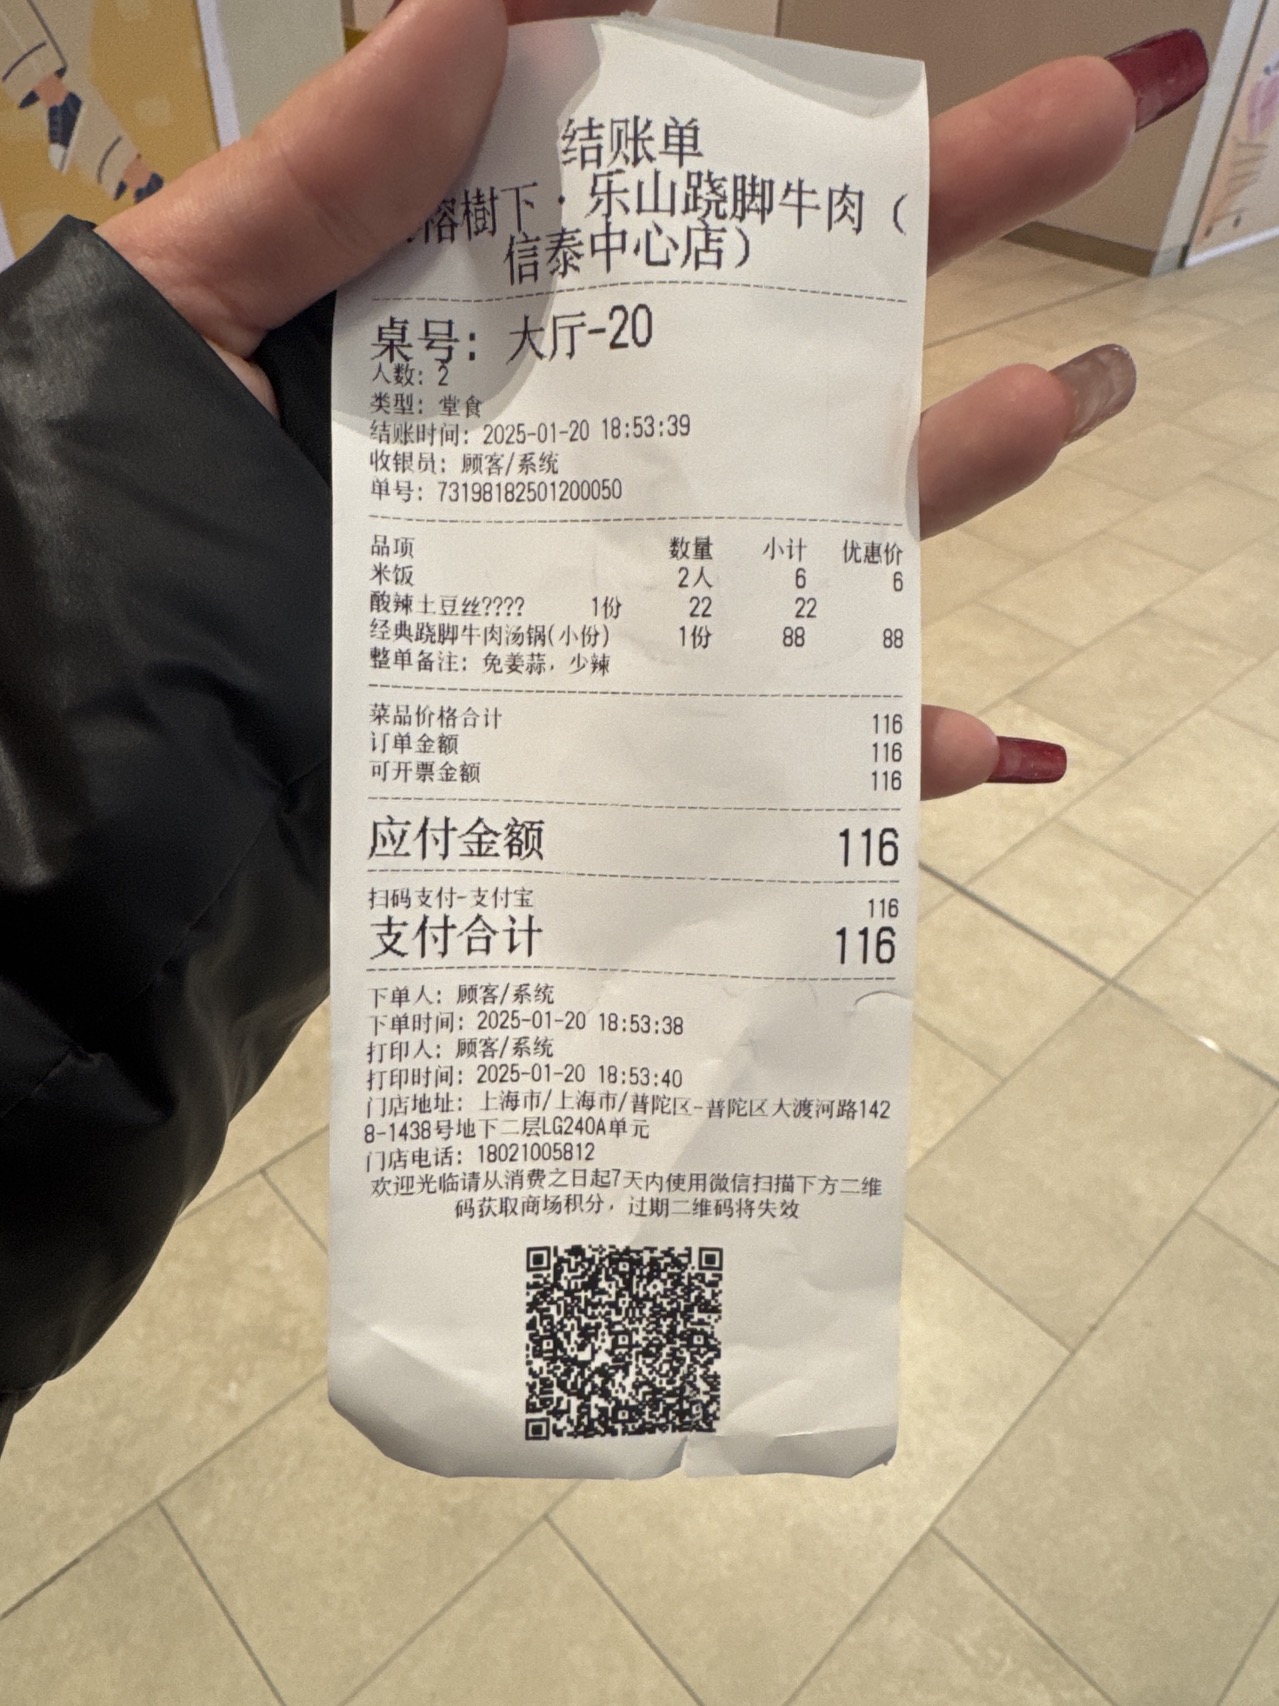 结账单
榕樹下·乐山跷脚牛肉（
信泰中心店）
桌号：大厅-20
人数：2
类型：堂食
结账时间：2025-01-20 18:53:39
收银员：顾客/系统
单号：73198182501200050
品项 数量 小计 优惠价
米饭 2人 6 6
酸辣土豆丝???? 1份 22 22
经典跷脚牛肉汤锅(小份) 1份 88 88
整单备注：免姜蒜，少辣
菜品价格合计 116
订单金额 116
可开票金额 116
应付金额 116
扫码支付-支付宝 116
支付合计 116
下单人：顾客/系统
下单时间：2025-01-20 18:53:38
打印人：顾客/系统
打印时间：2025-01-20 18:53:40
门店地址：上海市/上海市/普陀区-普陀区大渡河路142
8-1438号地下二层LG240A单元
门店电话：18021005812
欢迎光临请从消费之日起7天内使用微信扫描下方二维
码获取商场积分，过期二维码将失效